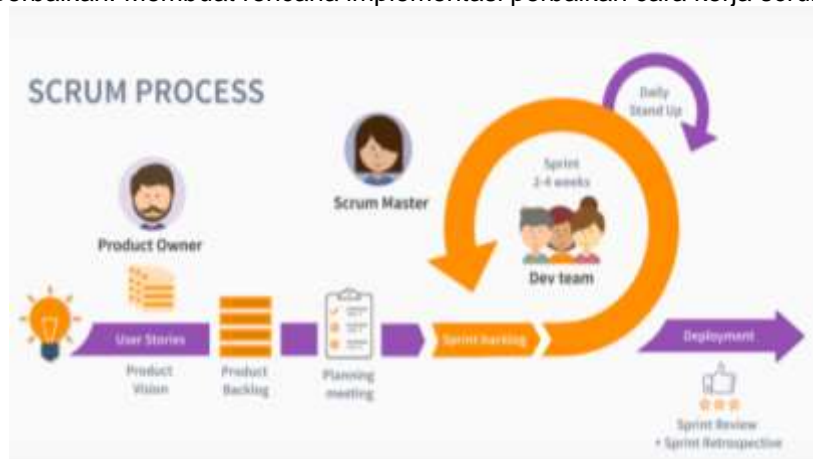 SCRUM PROCESS
Daily
Stand Up
Sprint
2-4 weeks
Scrum Master
Product Owner
Dev team
User Stories
Sprint backlog
Deployment
Product
Vision
Product
Backlog
Planning
meeting
Sprint Review
+ Sprint Retrospective